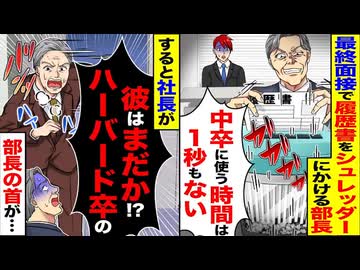 最終面接で履歴書をシュレッダー
にかける部長
履歴書
中卒に使う時間は
1秒もない
すると社長が
彼はまだか!?
ハーバード卒の
部長の首が…